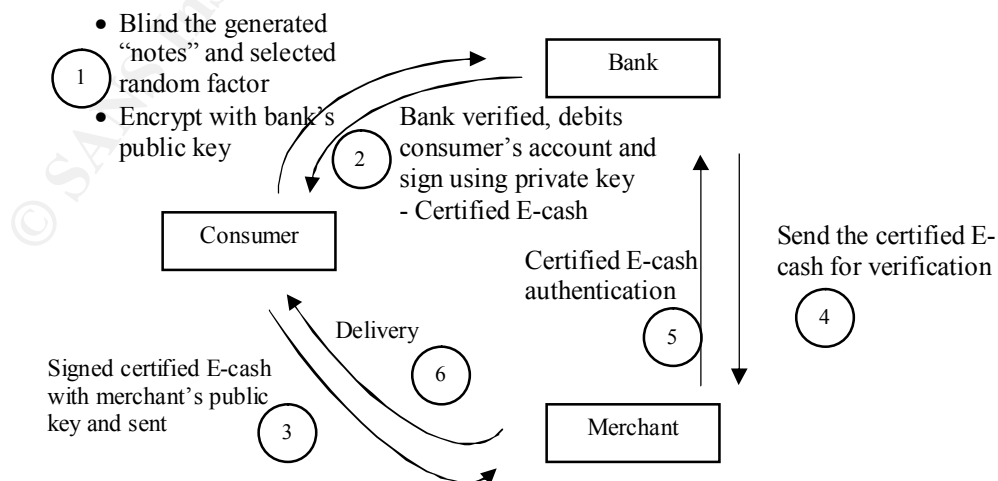 • Blind the generated
“notes” and selected
random factor
• Encrypt with bank’s
public key
1
Bank
Bank verified, debits
consumer’s account and
sign using private key
- Certified E-cash
2
Consumer
Certified E-cash
authentication
5
Send the certified E-
cash for verification
4
Delivery
6
Signed certified E-cash
with merchant’s public
key and sent
3
Merchant
© SANS Ins